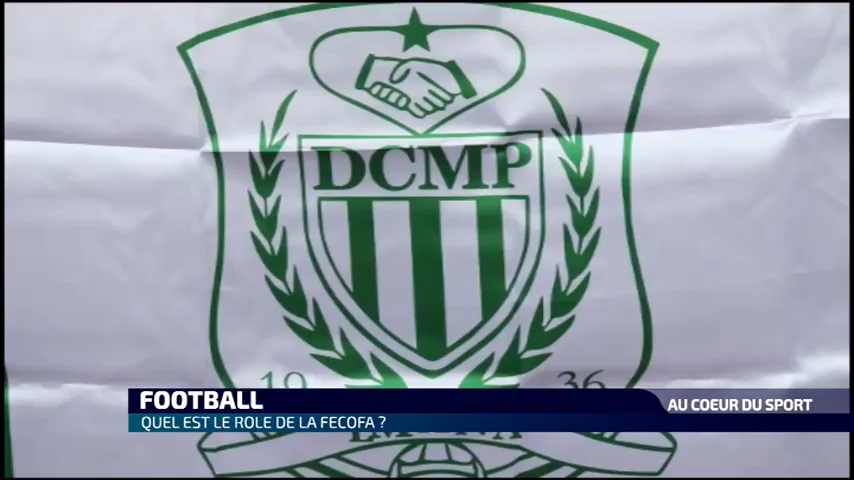 DCMP
19 36
FOOTBALL
AU COEUR DU SPORT
QUEL EST LE ROLE DE LA FECOFA ?